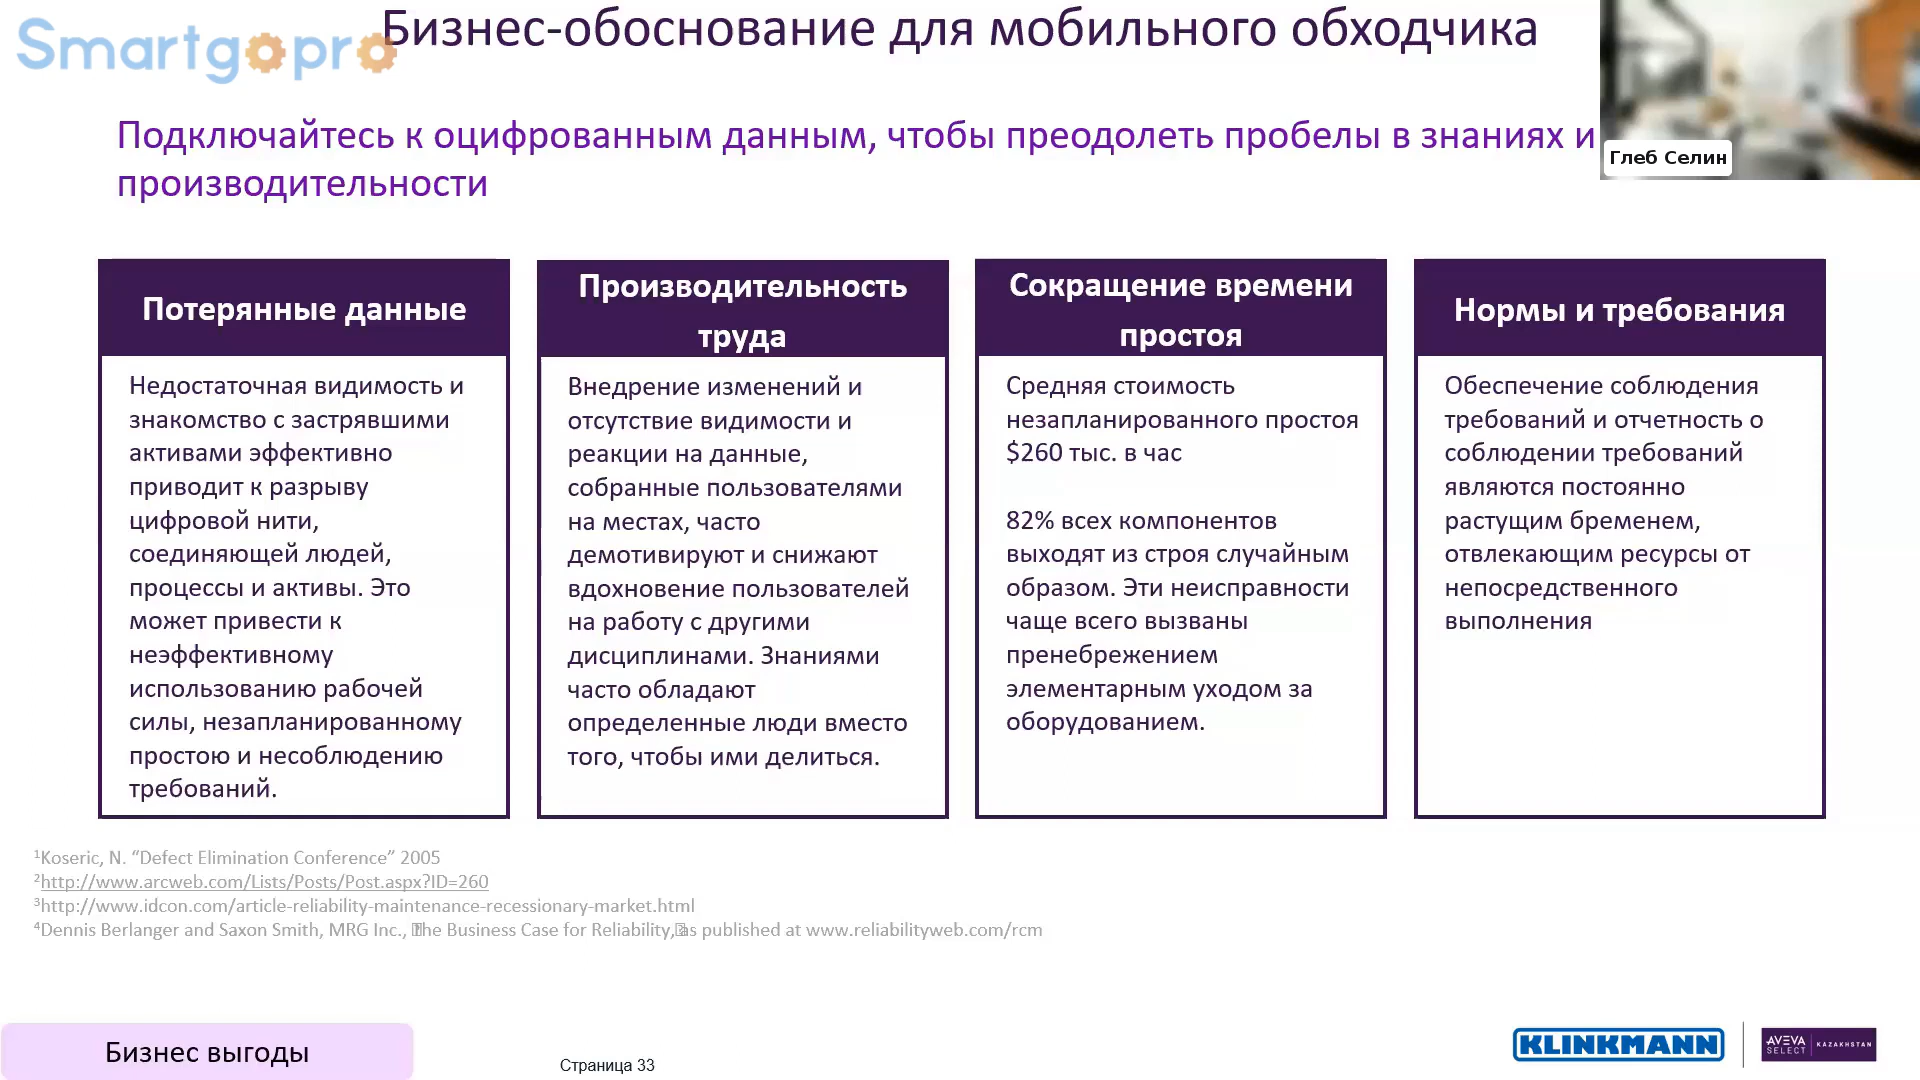 Smartgopro
Бизнес-обоснование для мобильного обходчика
Подключайтесь к оцифрованным данным, чтобы преодолеть пробелы в знаниях и
производительности
Глеб Селин
Потерянные данные
Недостаточная видимость и
знакомство с застрявшими
активами эффективно
приводит к разрыву
цифровой нити,
соединяющей людей,
процессы и активы. Это
может привести к
неэффективному
использованию рабочей
силы, незапланированному
простою и несоблюдению
требований.
Производительность
труда
Внедрение изменений и
отсутствие видимости и
реакции на данные,
собранные пользователями
на местах, часто
демотивируют и снижают
вдохновение пользователей
на работу с другими
дисциплинами. Знаниями
часто обладают
определенные люди вместо
того, чтобы ими делиться.
Сокращение времени
простоя
Средняя стоимость
незапланированного простоя
$260 тыс. в час
82% всех компонентов
выходят из строя случайным
образом. Эти неисправности
чаще всего вызваны
пренебрежением
элементарным уходом за
оборудованием.
Нормы и требования
Обеспечение соблюдения
требований и отчетность о
соблюдении требований
являются постоянно
растущим бременем,
отвлекающим ресурсы от
непосредственного
выполнения
¹Koseric, N. “Defect Elimination Conference” 2005
²http://www.arcweb.com/Lists/Posts/Post.aspx?ID=260
³http://www.idcon.com/article-reliability-maintenance-recessionary-market.html
⁴Dennis Berlanger and Saxon Smith, MRG Inc., The Business Case for Reliability, as published at www.reliabilityweb.com/rcm
Бизнес выгоды
Страница 33
KLINKMANN
AVEVA
SELECT
KAZAKHSTAN